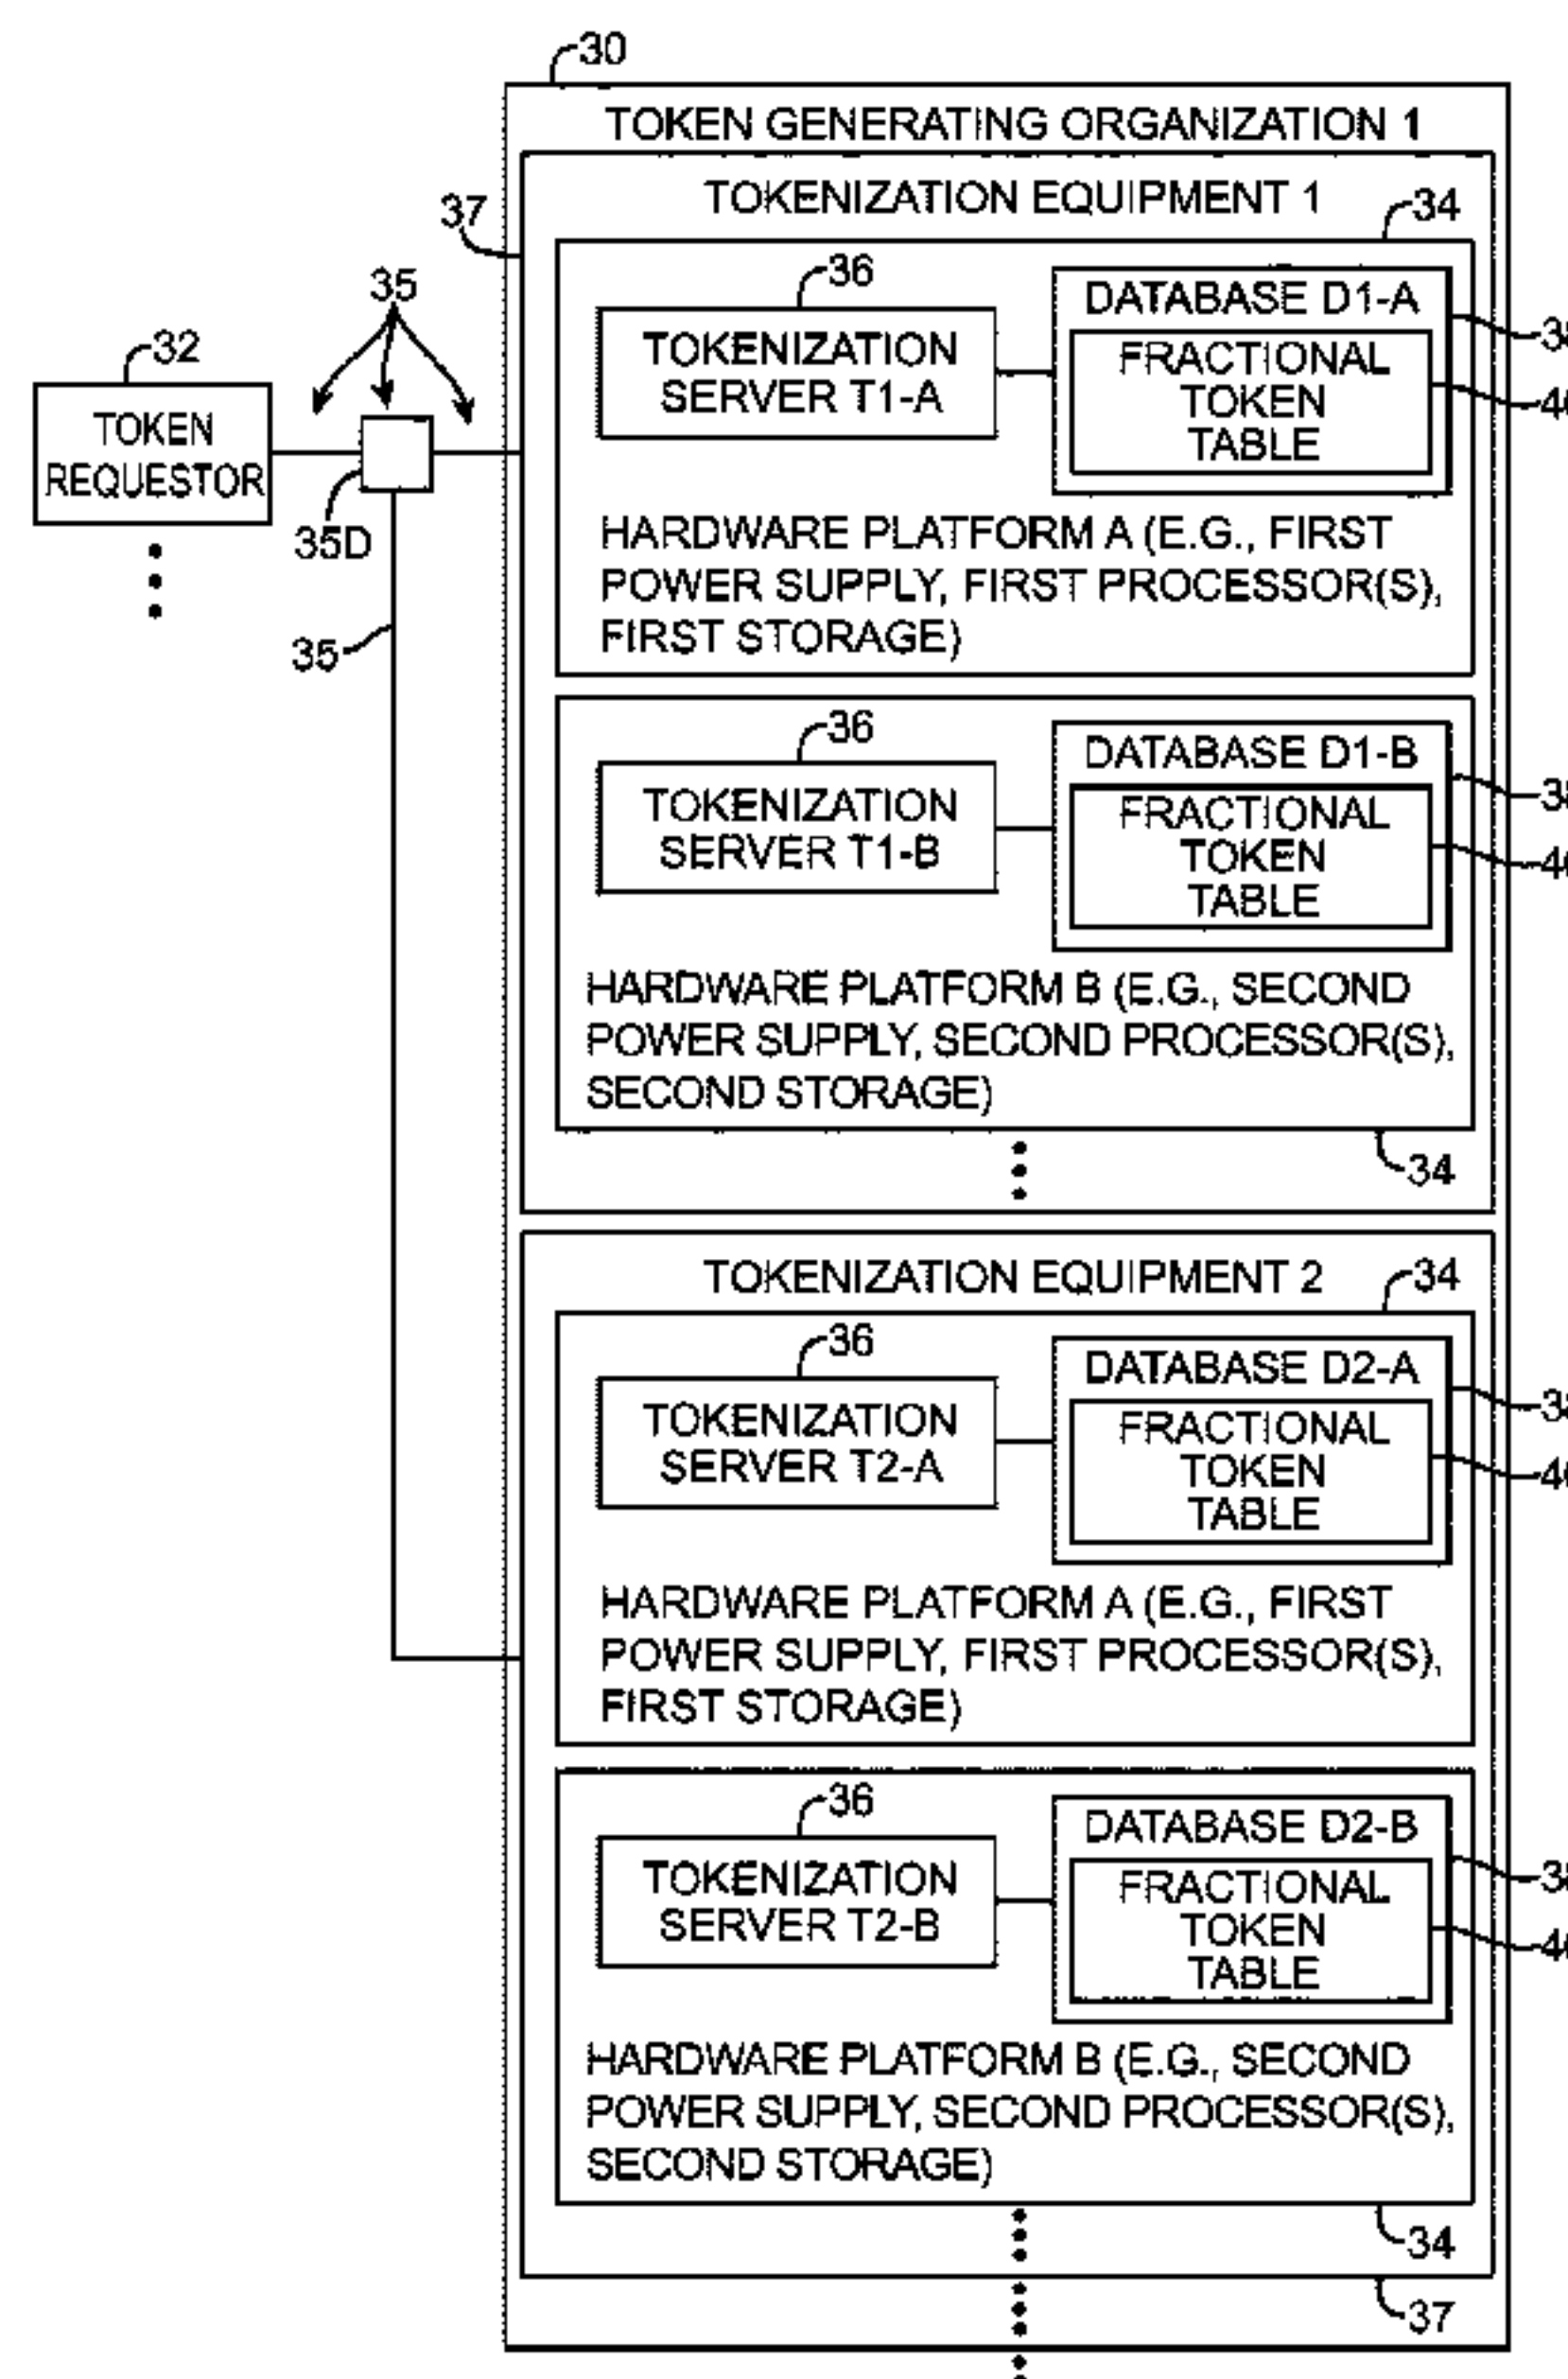 30
TOKEN GENERATING ORGANIZATION 1
TOKENIZATION EQUIPMENT 1
37
34
35
36
32
TOKEN
REQUESTOR
35D
35
TOKENIZATION
SERVER T1-A
DATABASE D1-A
FRACTIONAL
TOKEN
TABLE
HARDWARE PLATFORM A (E.G., FIRST
POWER SUPPLY, FIRST PROCESSOR(S),
FIRST STORAGE)
36
TOKENIZATION
SERVER T1-B
DATABASE D1-B
FRACTIONAL
TOKEN
TABLE
HARDWARE PLATFORM B (E.G., SECOND
POWER SUPPLY, SECOND PROCESSOR(S),
SECOND STORAGE)
34
TOKENIZATION EQUIPMENT 2
34
36
TOKENIZATION
SERVER T2-A
DATABASE D2-A
FRACTIONAL
TOKEN
TABLE
HARDWARE PLATFORM A (E.G., FIRST
POWER SUPPLY, FIRST PROCESSOR(S),
FIRST STORAGE)
36
TOKENIZATION
SERVER T2-B
DATABASE D2-B
FRACTIONAL
TOKEN
TABLE
HARDWARE PLATFORM B (E.G., SECOND
POWER SUPPLY, SECOND PROCESSOR(S),
SECOND STORAGE)
34
37